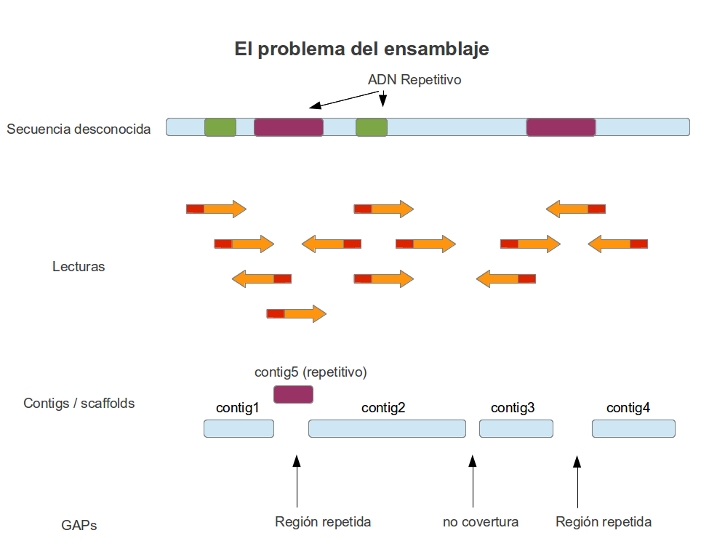 El problema del ensamblaje
ADN Repetitivo
Secuencia desconocida
Lecturas
contig5 (repetitivo)
Contigs / scaffolds
contig1
contig2
contig3
contig4
GAPs
Región repetida
no covertura
Región repetida